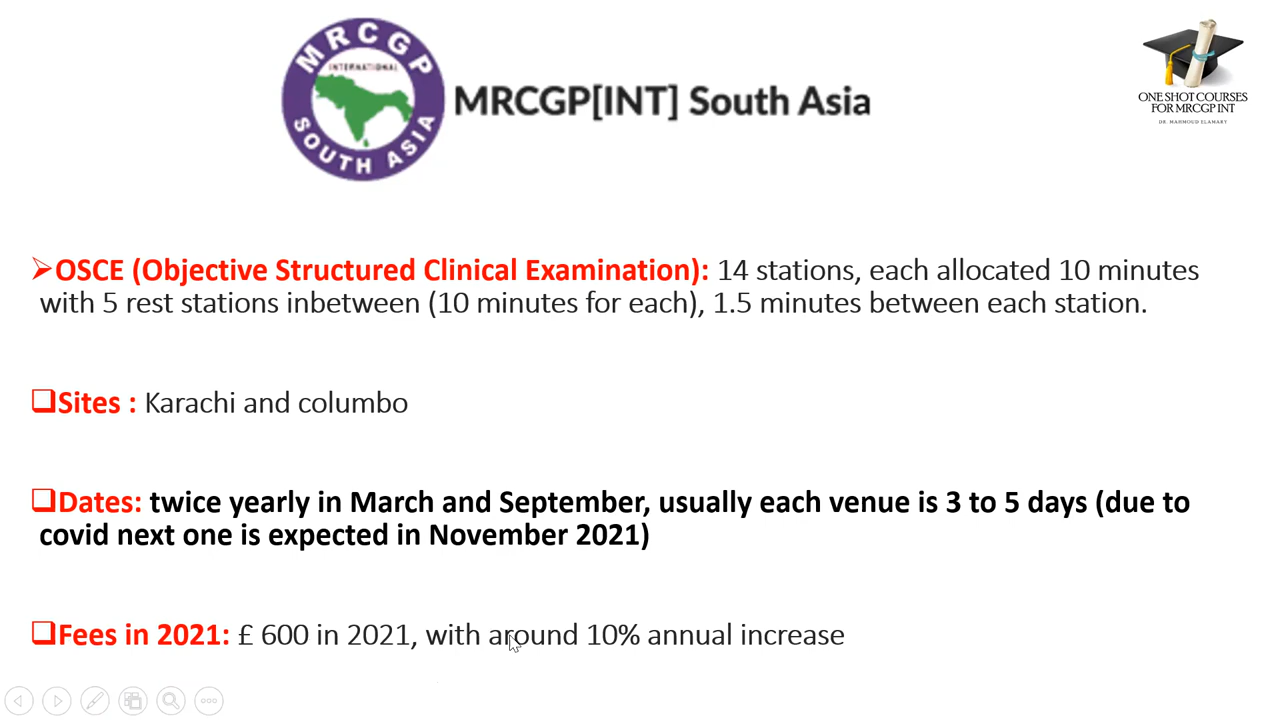 MRCGP
INTERNATIONAL
SOUTH ASIA
MRCGP[INT] South Asia
ONE SHOT COURSES
FOR MRCGP INT
DR. MAHMOUD ELAMARY
OSCE (Objective Structured Clinical Examination): 14 stations, each allocated 10 minutes
with 5 rest stations inbetween (10 minutes for each), 1.5 minutes between each station.
Sites : Karachi and columbo
Dates: twice yearly in March and September, usually each venue is 3 to 5 days (due to
covid next one is expected in November 2021)
Fees in 2021: £ 600 in 2021, with around 10% annual increase